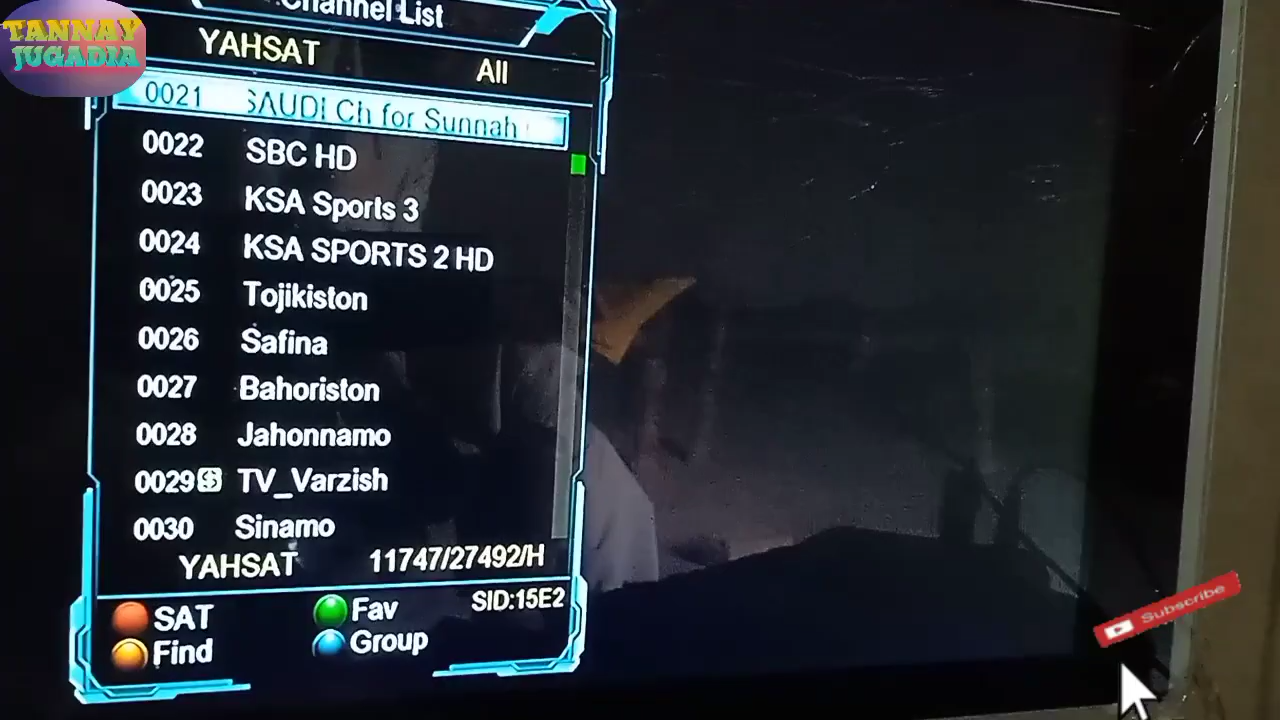 TANNAY
JUGADIA
Channel List
YAHSAT All
0021 SAUDI Ch for Sunnah
0022 SBC HD
0023 KSA Sports 3
0024 KSA SPORTS 2 HD
0025 Tojikiston
0026 Safina
0027 Bahoriston
0028 Jahonnamo
0029 $ TV_Varzish
0030 Sinamo
YAHSAT 11747/27492/H
SAT Fav SID:15E2
Find Group
Subscribe